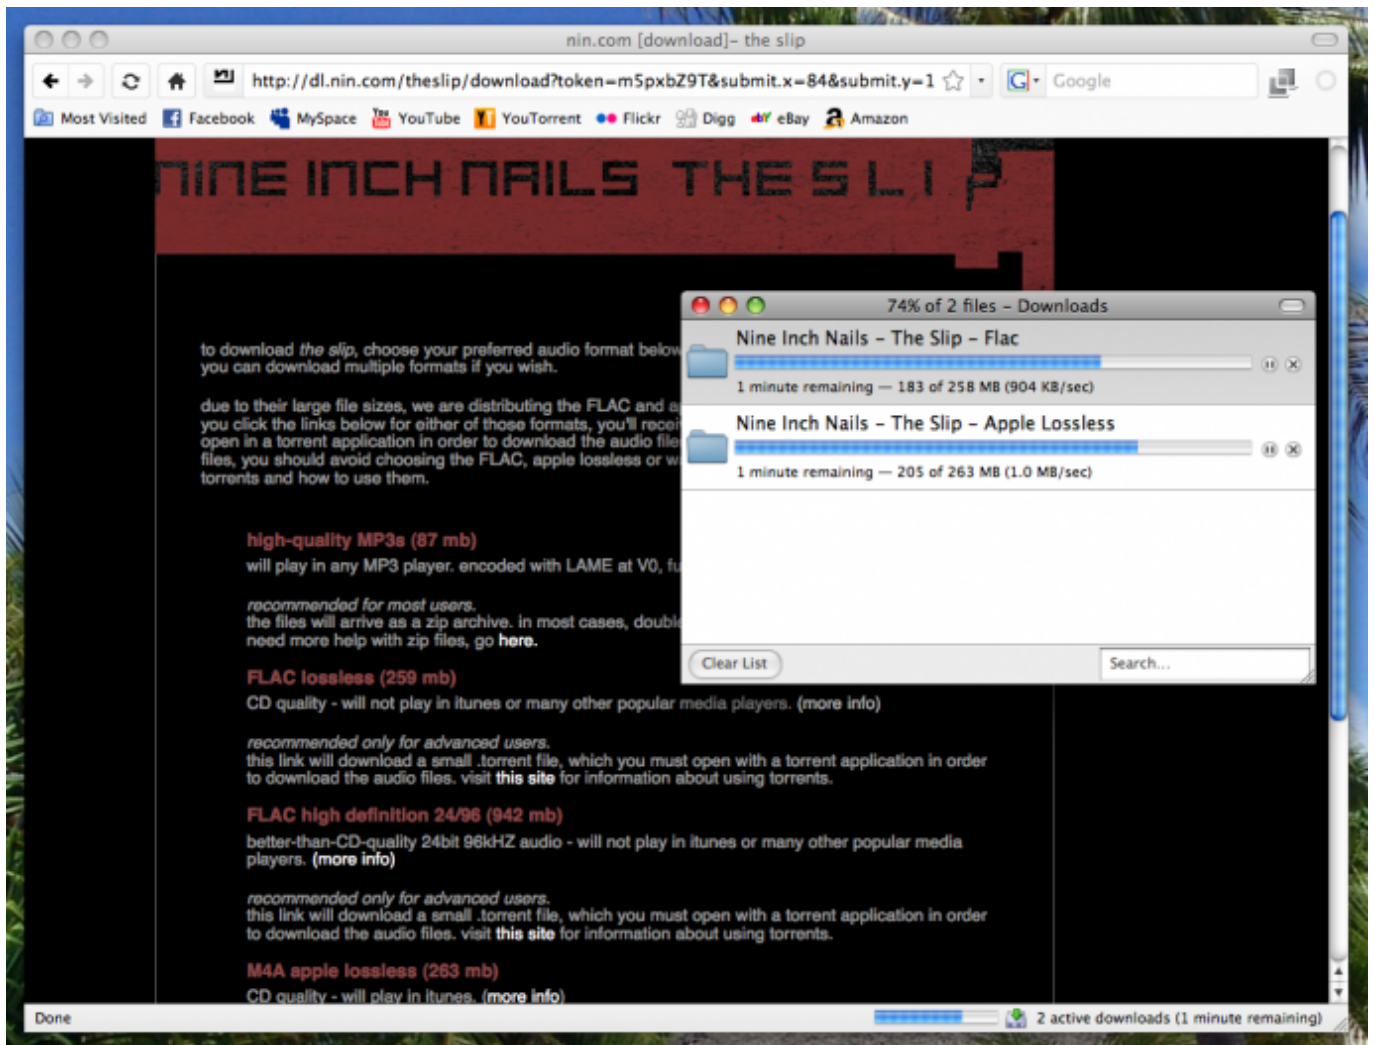 nin.com [download]– the slip
http://dl.nin.com/theslip/download?token=m5pxbZ9T&submit.x=84&submit.y=1
Google
Most Visited Facebook MySpace YouTube YouTorrent Flickr Digg eBay Amazon
NINE INCH NAILS THE SLIP
to download the slip, choose your preferred audio format below
you can download multiple formats if you wish.
due to their large file sizes, we are distributing the FLAC and a
you click the links below for either of those formats, you'll recei
open in a torrent application in order to download the audio file
files, you should avoid choosing the FLAC, apple lossless or w
torrents and how to use them.
high-quality MP3s (87 mb)
will play in any MP3 player. encoded with LAME at V0, fu
recommended for most users.
the files will arrive as a zip archive. in most cases, double
need more help with zip files, go here.
FLAC lossless (259 mb)
CD quality - will not play in itunes or many other popular media players. (more info)
recommended only for advanced users.
this link will download a small .torrent file, which you must open with a torrent application in order
to download the audio files. visit this site for information about using torrents.
FLAC high definition 24/96 (942 mb)
better-than-CD-quality 24bit 96kHZ audio - will not play in itunes or many other popular media
players. (more info)
recommended only for advanced users.
this link will download a small .torrent file, which you must open with a torrent application in order
to download the audio files. visit this site for information about using torrents.
M4A apple lossless (263 mb)
CD quality - will play in itunes. (more info)
74% of 2 files – Downloads
Nine Inch Nails – The Slip – Flac
1 minute remaining — 183 of 258 MB (904 KB/sec)
Nine Inch Nails – The Slip – Apple Lossless
1 minute remaining — 205 of 263 MB (1.0 MB/sec)
Clear List
Search...
Done
2 active downloads (1 minute remaining)